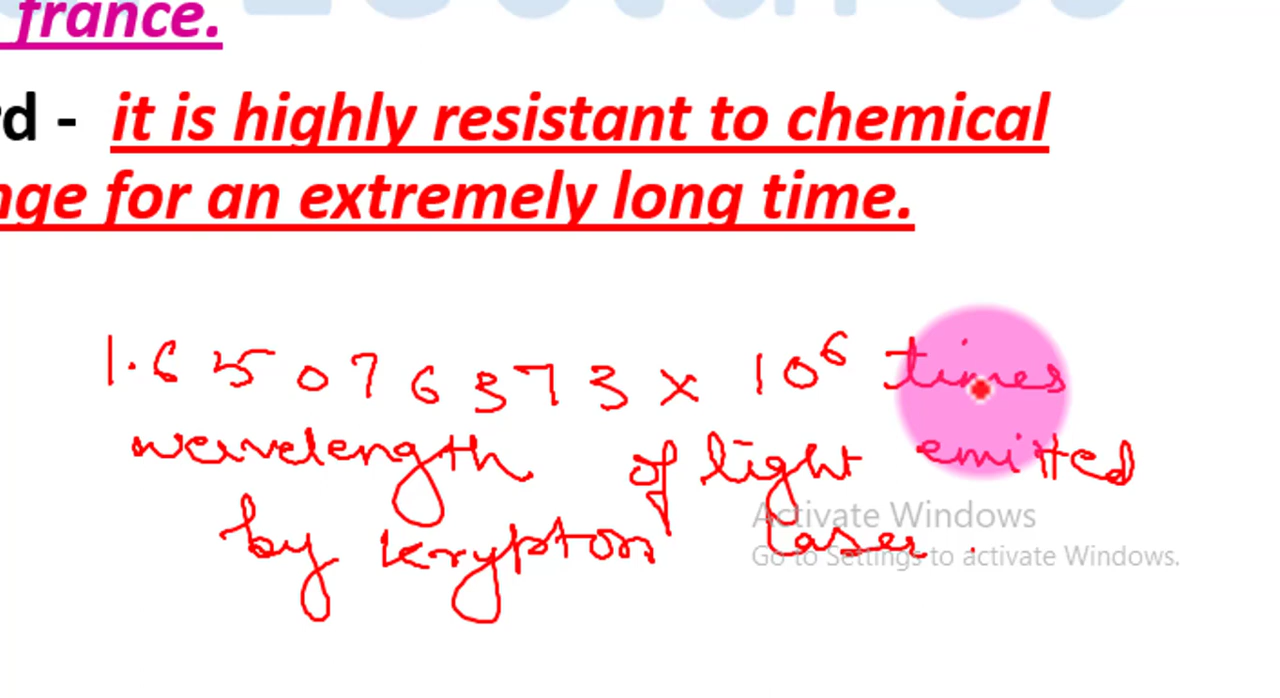 france.
rd - it is highly resistant to chemical
nge for an extremely long time.
1.65076373 × 10⁶ times
wavelength of light emitted
by krypton laser.
Activate Windows
Go to Settings to activate Windows.